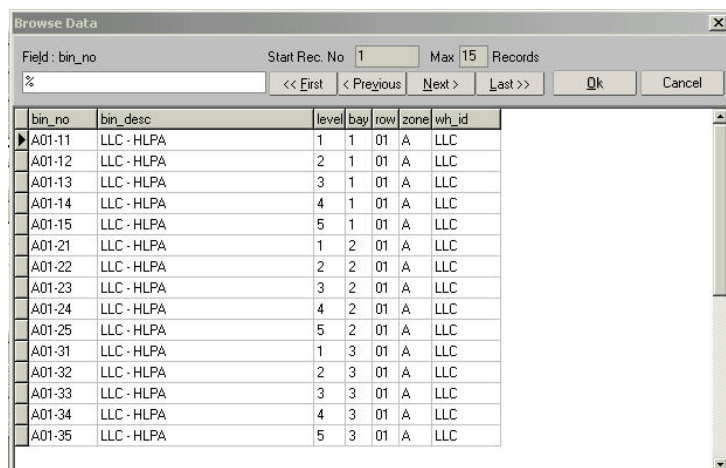 Browse Data
Field : bin_no Start Rec. No 1 Max 15 Records
% << First < Previous Next > Last >> Ok Cancel
bin_no bin_desc level bay row zone wh_id
A01-11 LLC - HLPA 1 1 01 A LLC
A01-12 LLC - HLPA 2 1 01 A LLC
A01-13 LLC - HLPA 3 1 01 A LLC
A01-14 LLC - HLPA 4 1 01 A LLC
A01-15 LLC - HLPA 5 1 01 A LLC
A01-21 LLC - HLPA 1 2 01 A LLC
A01-22 LLC - HLPA 2 2 01 A LLC
A01-23 LLC - HLPA 3 2 01 A LLC
A01-24 LLC - HLPA 4 2 01 A LLC
A01-25 LLC - HLPA 5 2 01 A LLC
A01-31 LLC - HLPA 1 3 01 A LLC
A01-32 LLC - HLPA 2 3 01 A LLC
A01-33 LLC - HLPA 3 3 01 A LLC
A01-34 LLC - HLPA 4 3 01 A LLC
A01-35 LLC - HLPA 5 3 01 A LLC